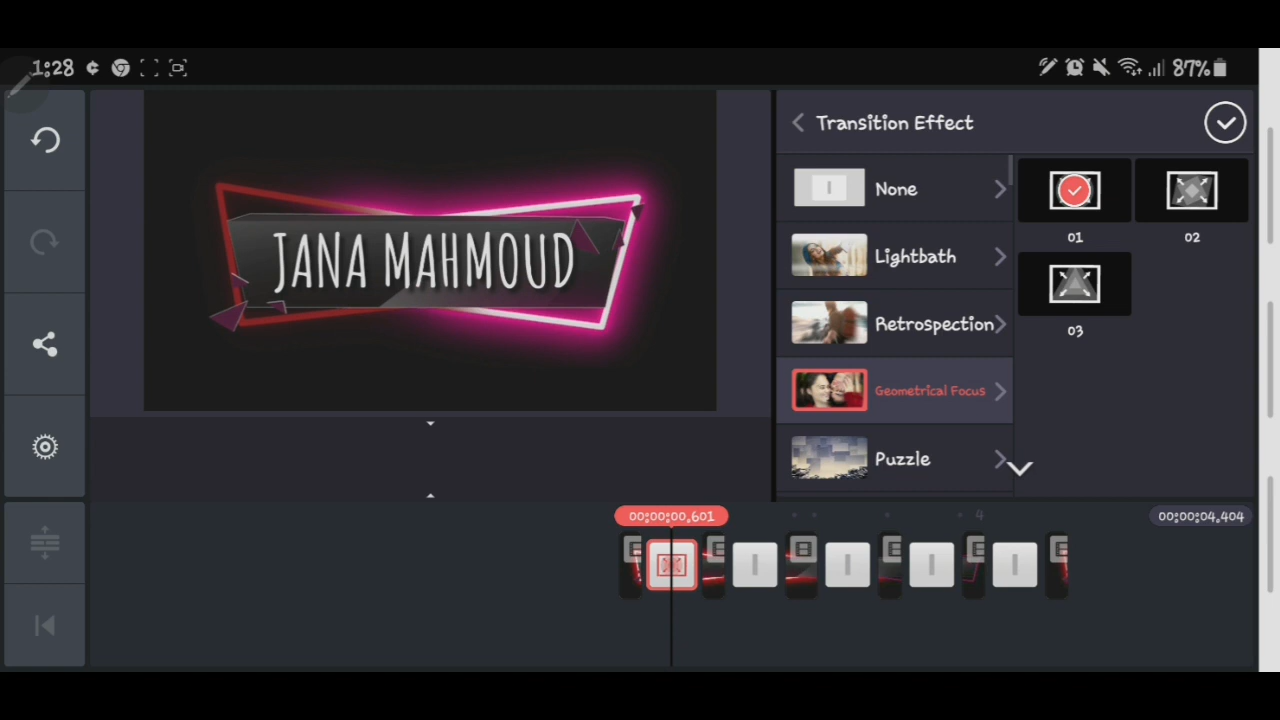 1:28
87%
Transition Effect
None
Lightbath
Retrospection
Geometrical Focus
Puzzle
01
02
03
JANA MAHMOUD
00:00:00.601
4
00:00:04.404